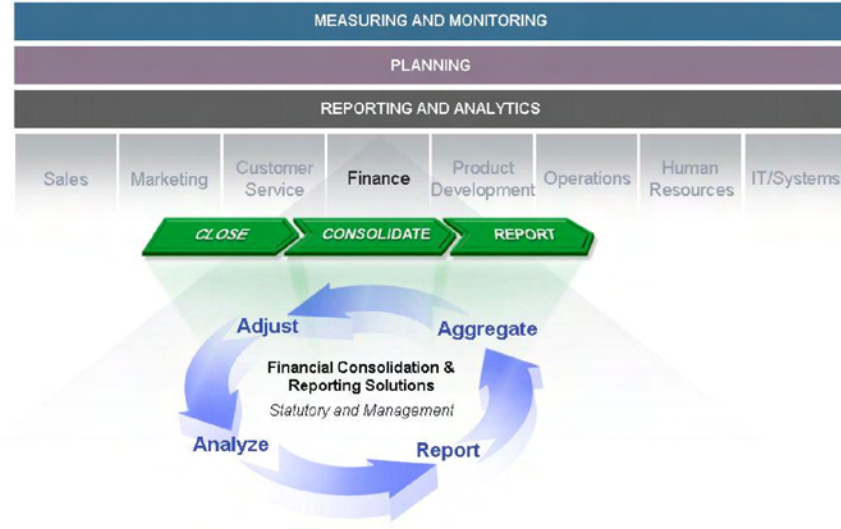 MEASURING AND MONITORING
PLANNING
REPORTING AND ANALYTICS
Sales
Marketing
Customer
Service
Finance
Product
Development
Operations
Human
Resources
IT/Systems
CLOSE
CONSOLIDATE
REPORT
Adjust
Aggregate
Financial Consolidation &
Reporting Solutions
Statutory and Management
Analyze
Report